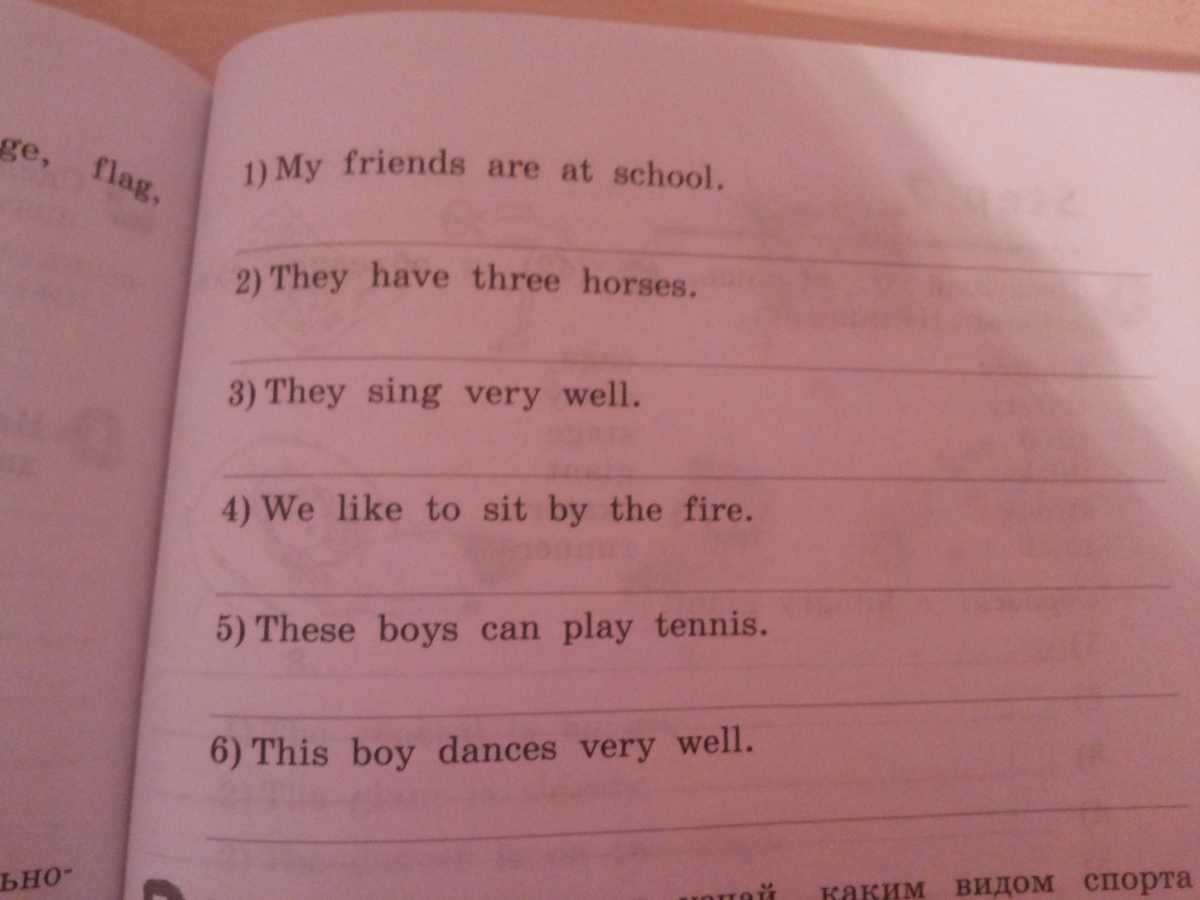 ge, flag,
1) My friends are at school.
2) They have three horses.
3) They sing very well.
4) We like to sit by the fire.
5) These boys can play tennis.
6) This boy dances very well.
ьно-
узнай, каким видом спорта